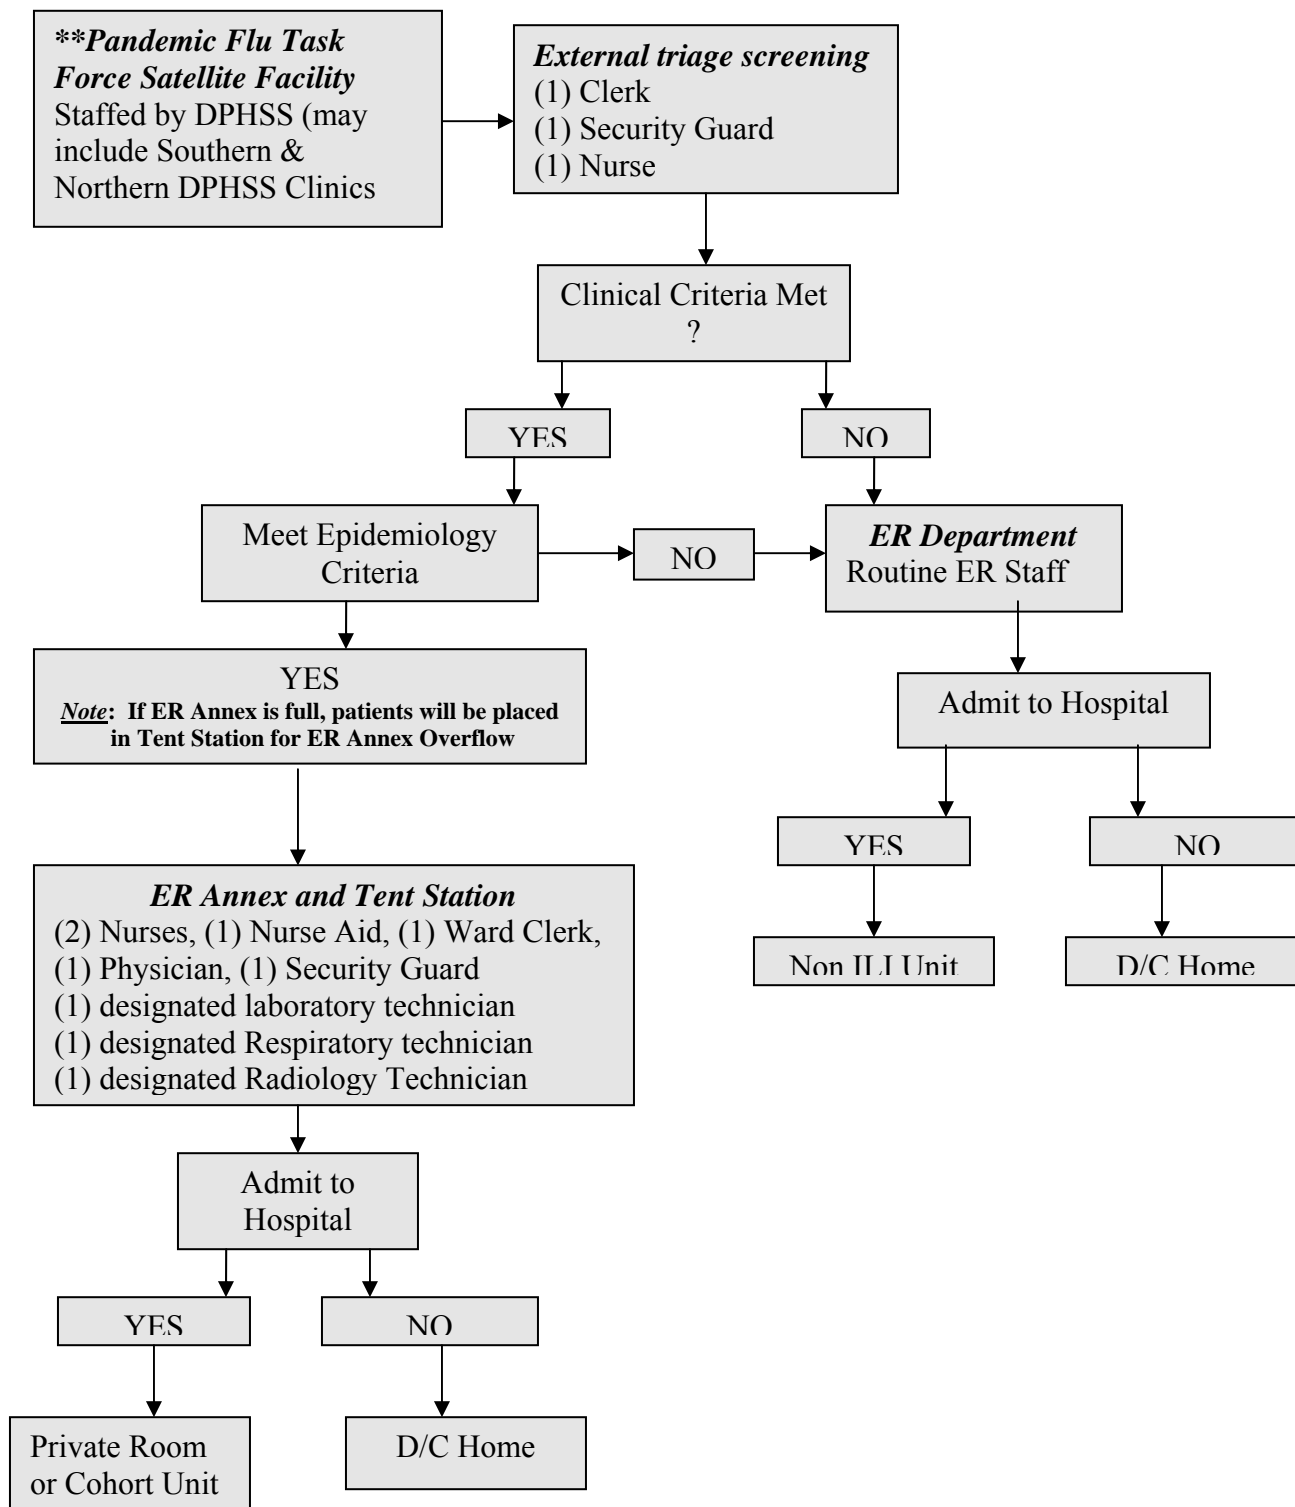 **Pandemic Flu Task
Force Satellite Facility
Staffed by DPHSS (may
include Southern &
Northern DPHSS Clinics
External triage screening
(1) Clerk
(1) Security Guard
(1) Nurse
Clinical Criteria Met
?
YES
NO
Meet Epidemiology
Criteria
NO
ER Department
Routine ER Staff
YES
Note: If ER Annex is full, patients will be placed
in Tent Station for ER Annex Overflow
Admit to Hospital
YES
NO
Non ILI Unit
D/C Home
ER Annex and Tent Station
(2) Nurses, (1) Nurse Aid, (1) Ward Clerk,
(1) Physician, (1) Security Guard
(1) designated laboratory technician
(1) designated Respiratory technician
(1) designated Radiology Technician
Admit to
Hospital
YES
NO
Private Room
or Cohort Unit
D/C Home